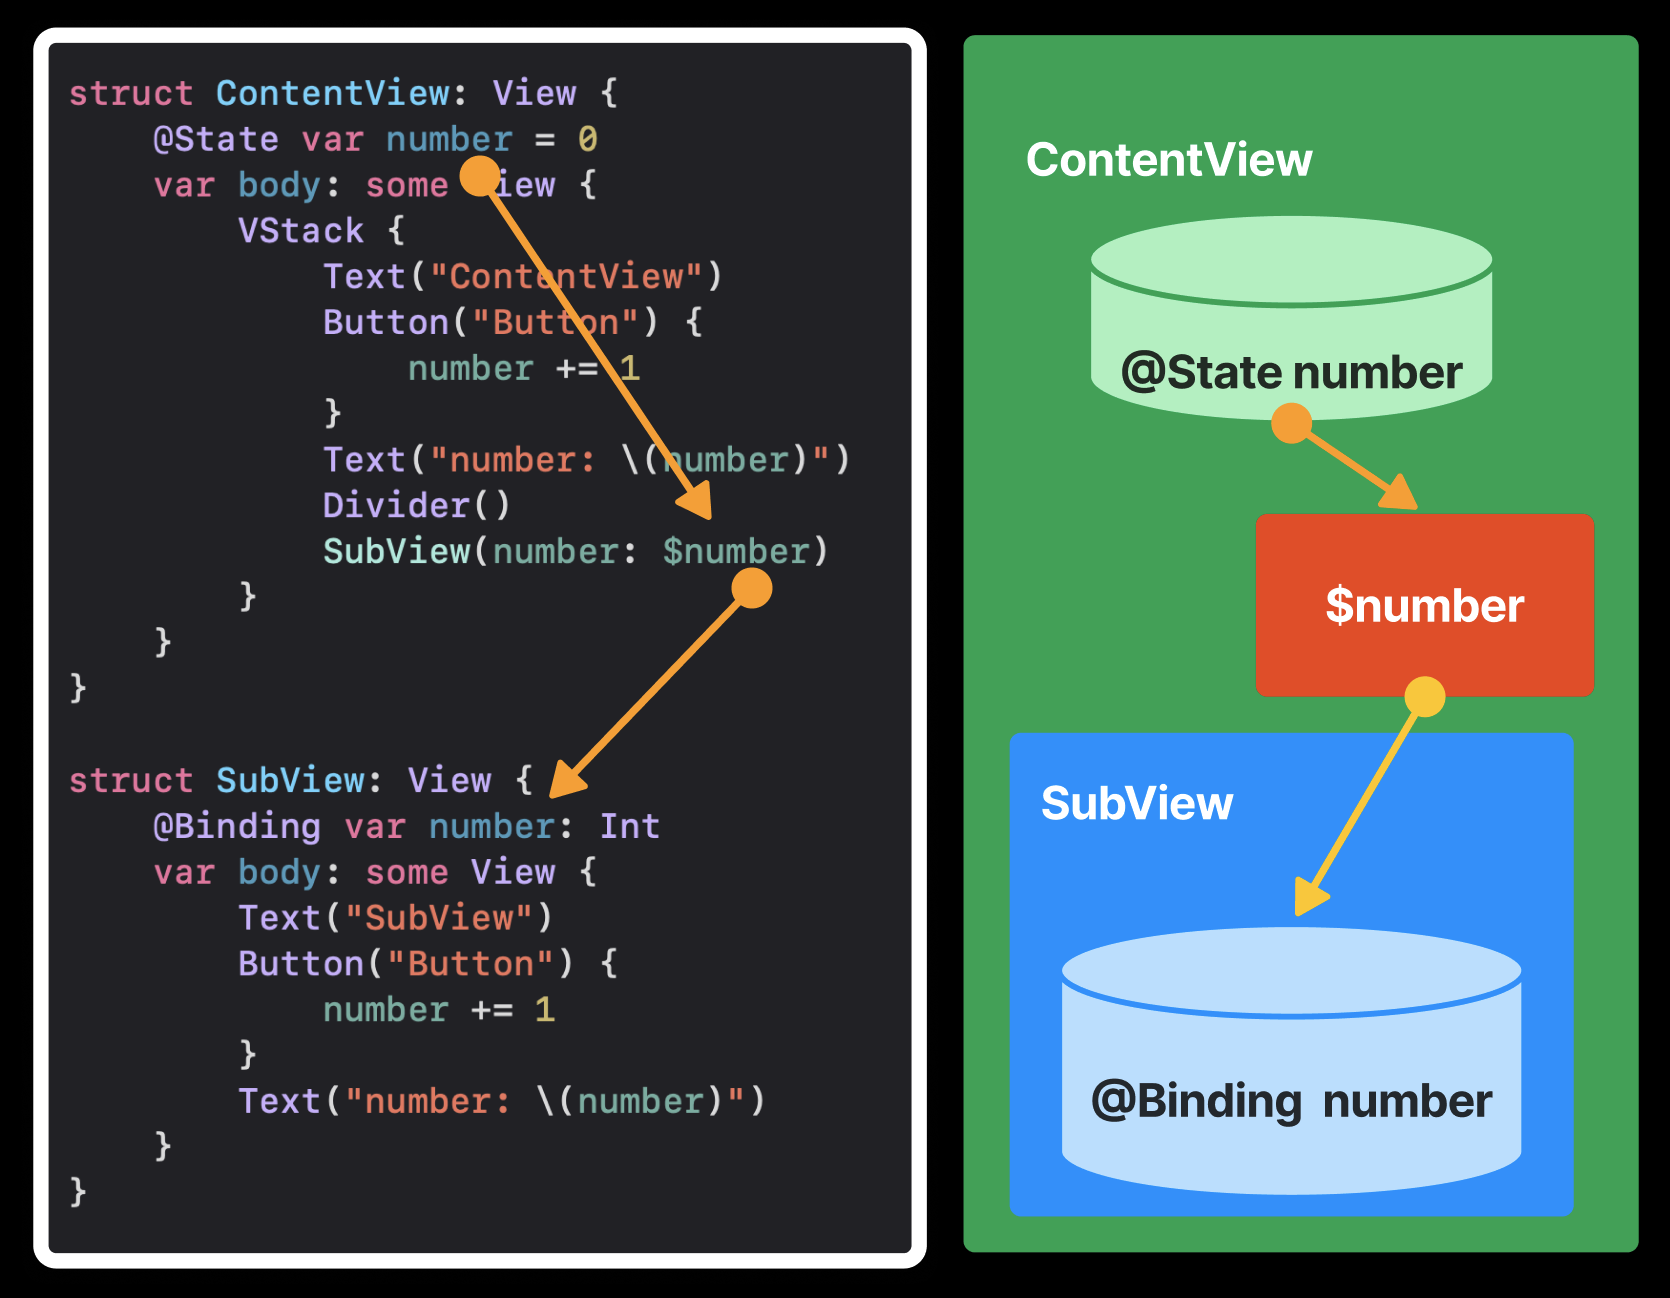 struct ContentView: View {
    @State var number = 0
    var body: some View {
        VStack {
            Text("ContentView")
            Button("Button") {
                number += 1
            }
            Text("number: \(number)")
            Divider()
            SubView(number: $number)
        }
    }
}
struct SubView: View {
    @Binding var number: Int
    var body: some View {
        Text("SubView")
        Button("Button") {
            number += 1
        }
        Text("number: \(number)")
    }
}
ContentView
@State number
$number
SubView
@Binding number